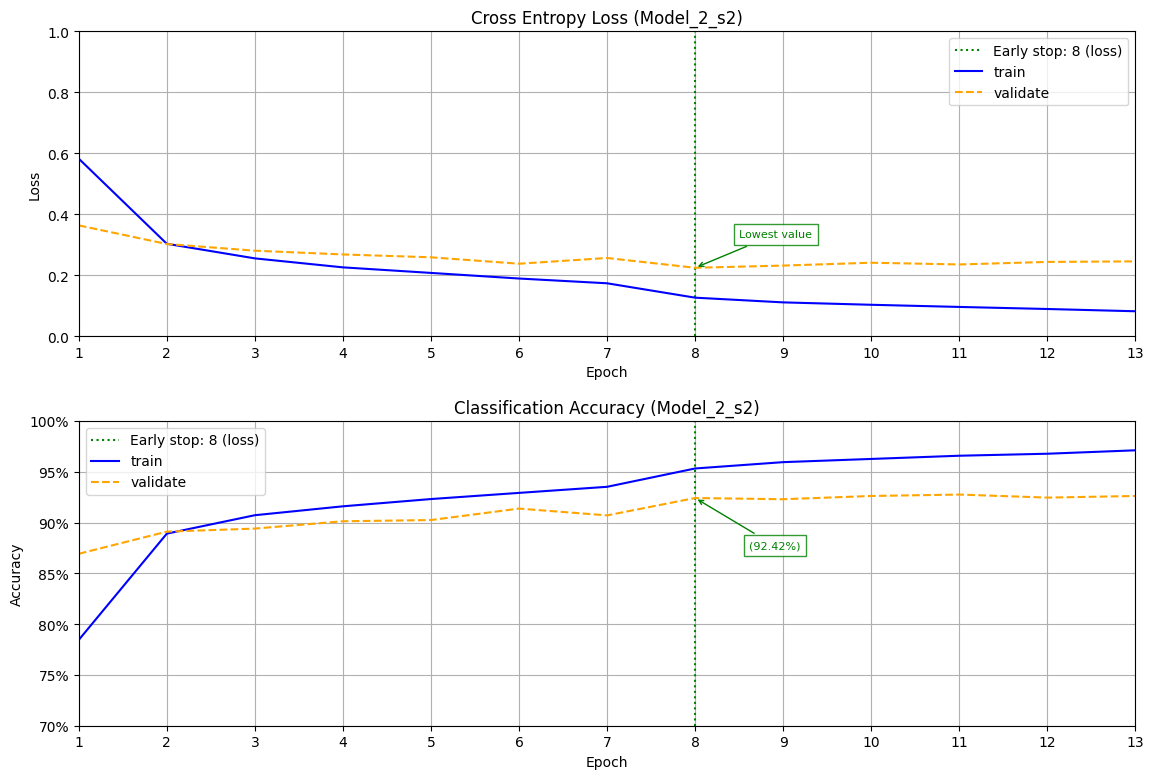 Cross Entropy Loss (Model_2_s2)
1.0
0.8
0.6
0.4
0.2
0.0
Loss
Early stop: 8 (loss)
train
validate
Lowest value
1 2 3 4 5 6 7 8 9 10 11 12 13
Epoch
Classification Accuracy (Model_2_s2)
100%
95%
90%
85%
80%
75%
70%
Accuracy
Early stop: 8 (loss)
train
validate
(92.42%)
1 2 3 4 5 6 7 8 9 10 11 12 13
Epoch